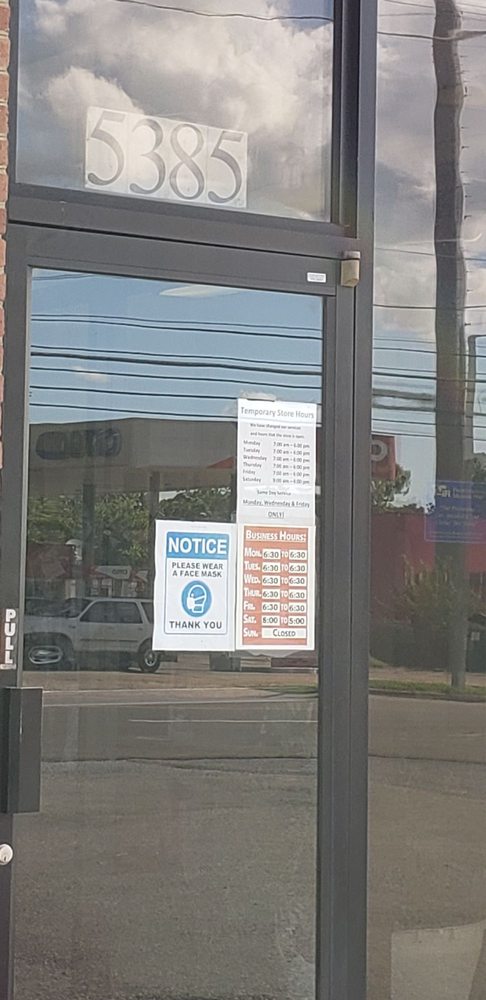 5385
Temporary Store Hours
We have changed our services
and hours that the store is open.
Monday 7:00 am - 6:00 pm
Tuesday 7:00 am - 6:00 pm
Wednesday 7:00 am - 6:00 pm
Thursday 7:00 am - 6:00 pm
Friday 7:00 am - 6:00 pm
Saturday 9:00 am - 4:00 pm
Same Day Service
Monday, Wednesday & Friday
ONLY!
NOTICE
PLEASE WEAR
A FACE MASK
THANK YOU
BUSINESS HOURS:
MON. 6:30 TO 6:30
TUES. 6:30 TO 6:30
WED. 6:30 TO 6:30
THUR. 6:30 TO 6:30
FRI. 6:30 TO 6:30
SAT. 8:00 TO 5:00
SUN. CLOSED
PULL